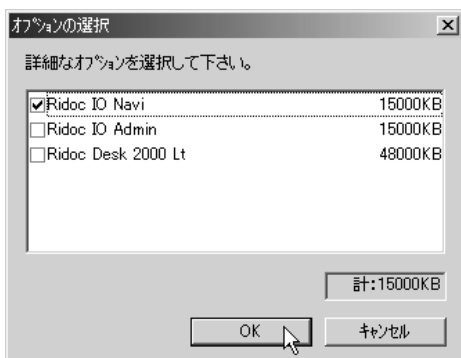 ｵﾌﾟｼｮﾝの選択
詳細なｵﾌﾟｼｮﾝを選択して下さい。
Ridoc IO Navi 15000KB
Ridoc IO Admin 15000KB
Ridoc Desk 2000 Lt 48000KB
計:15000KB
OK ｷｬﾝｾﾙ